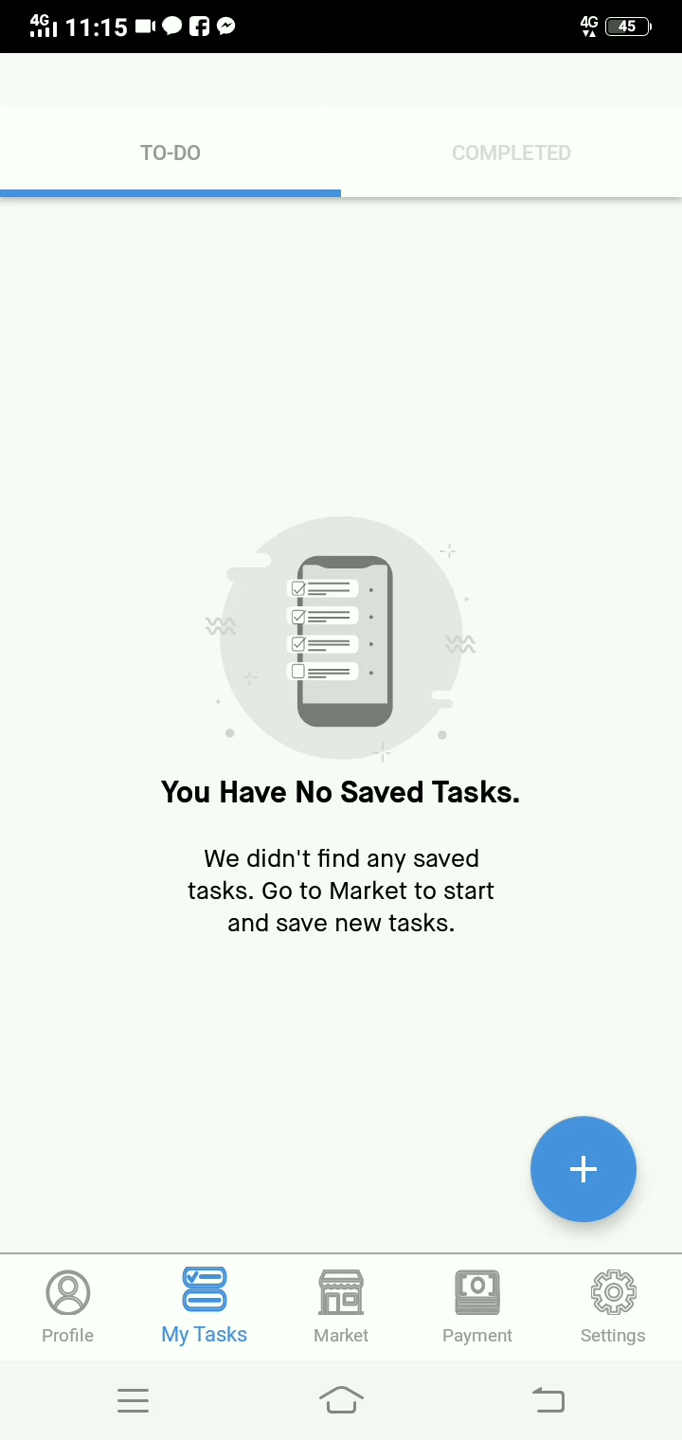 4G 11:15 4G 45
TO-DO COMPLETED
You Have No Saved Tasks.
We didn't find any saved
tasks. Go to Market to start
and save new tasks.
Profile My Tasks Market Payment Settings